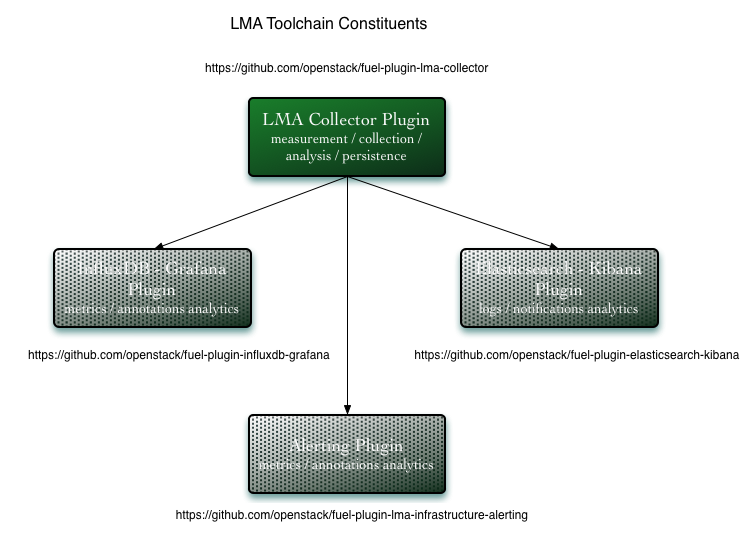 LMA Toolchain Constituents
https://github.com/openstack/fuel-plugin-lma-collector
LMA Collector Plugin
measurement / collection /
analysis / persistence
InfluxDB - Grafana
Plugin
metrics / annotations analytics
https://github.com/openstack/fuel-plugin-influxdb-grafana
Elasticsearch - Kibana
Plugin
logs / notifications analytics
https://github.com/openstack/fuel-plugin-elasticsearch-kibana
Alerting Plugin
metrics / annotations analytics
https://github.com/openstack/fuel-plugin-lma-infrastructure-alerting